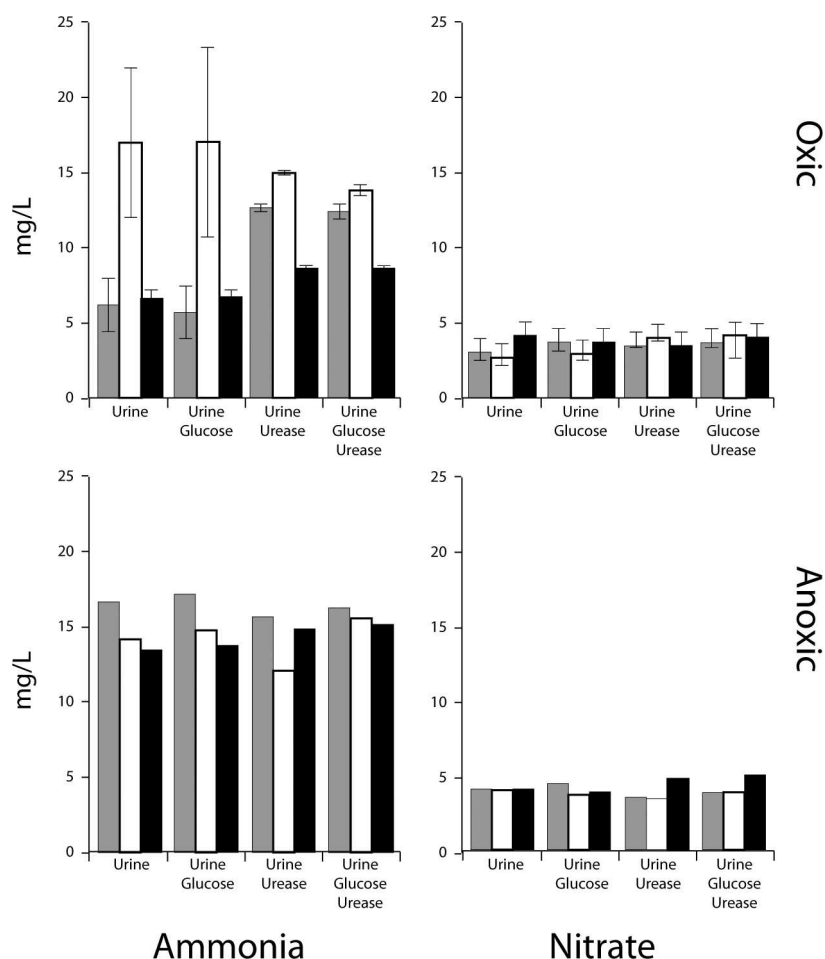 25
20
15
10
5
0
mg/L
Urine
Urine
Glucose
Urine
Urease
Urine
Glucose
Urease
25
20
15
10
5
0
Urine
Urine
Glucose
Urine
Urease
Urine
Glucose
Urease
Oxic
25
20
15
10
5
0
mg/L
Urine
Urine
Glucose
Urine
Urease
Urine
Glucose
Urease
25
20
15
10
5
0
Urine
Urine
Glucose
Urine
Urease
Urine
Glucose
Urease
Anoxic
Ammonia
Nitrate